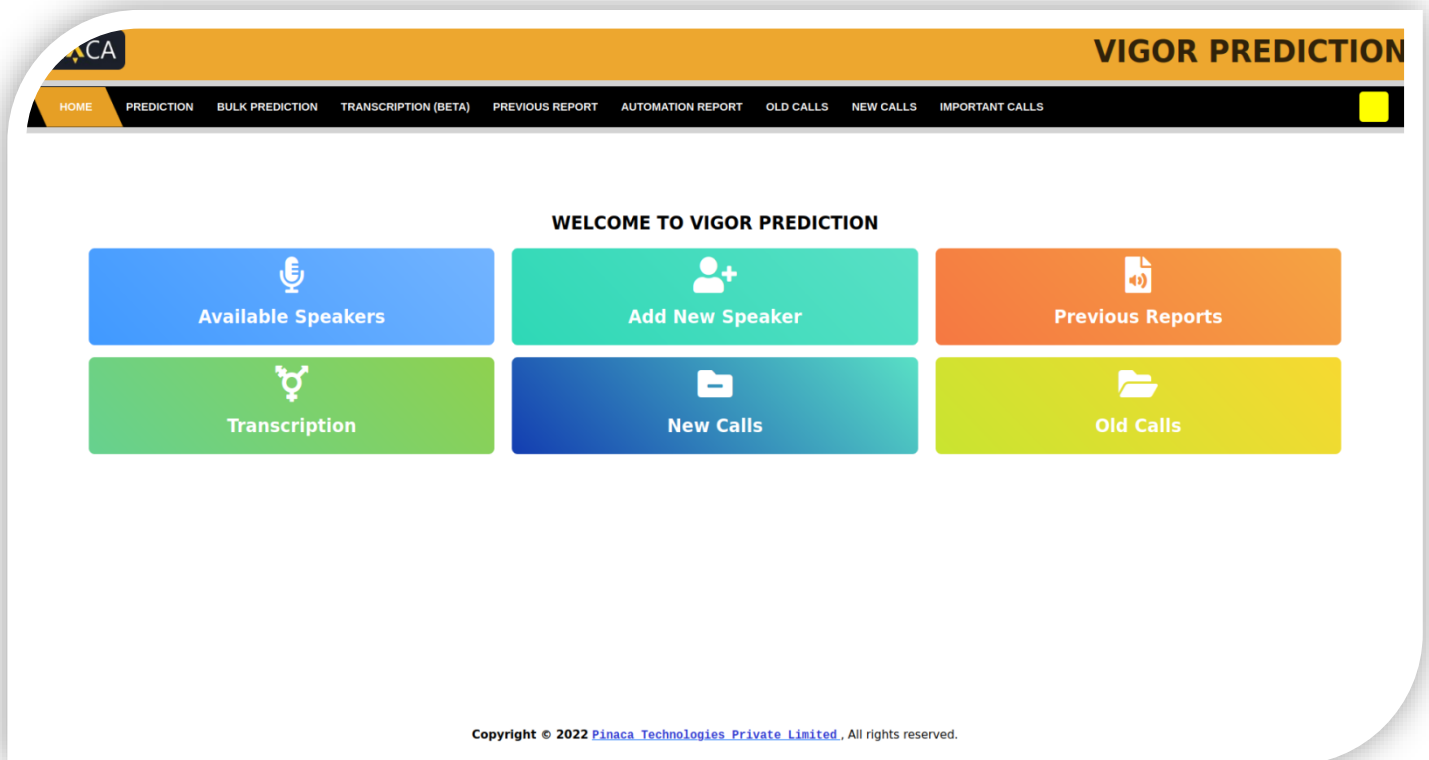 CA
VIGOR PREDICTION
HOME PREDICTION BULK PREDICTION TRANSCRIPTION (BETA) PREVIOUS REPORT AUTOMATION REPORT OLD CALLS NEW CALLS IMPORTANT CALLS
WELCOME TO VIGOR PREDICTION
Available Speakers
Add New Speaker
Previous Reports
Transcription
New Calls
Old Calls
Copyright © 2022 Pinaca Technologies Private Limited , All rights reserved.